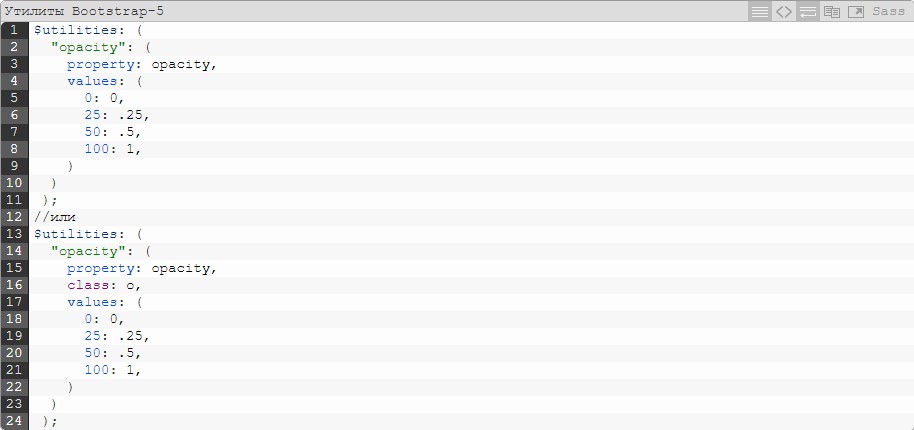 Утилиты Bootstrap-5 Sass
1 $utilities: (
2 "opacity": (
3 property: opacity,
4 values: (
5 0: 0,
6 25: .25,
7 50: .5,
8 100: 1,
9 )
10 )
11 );
12 //или
13 $utilities: (
14 "opacity": (
15 property: opacity,
16 class: o,
17 values: (
18 0: 0,
19 25: .25,
20 50: .5,
21 100: 1,
22 )
23 )
24 );